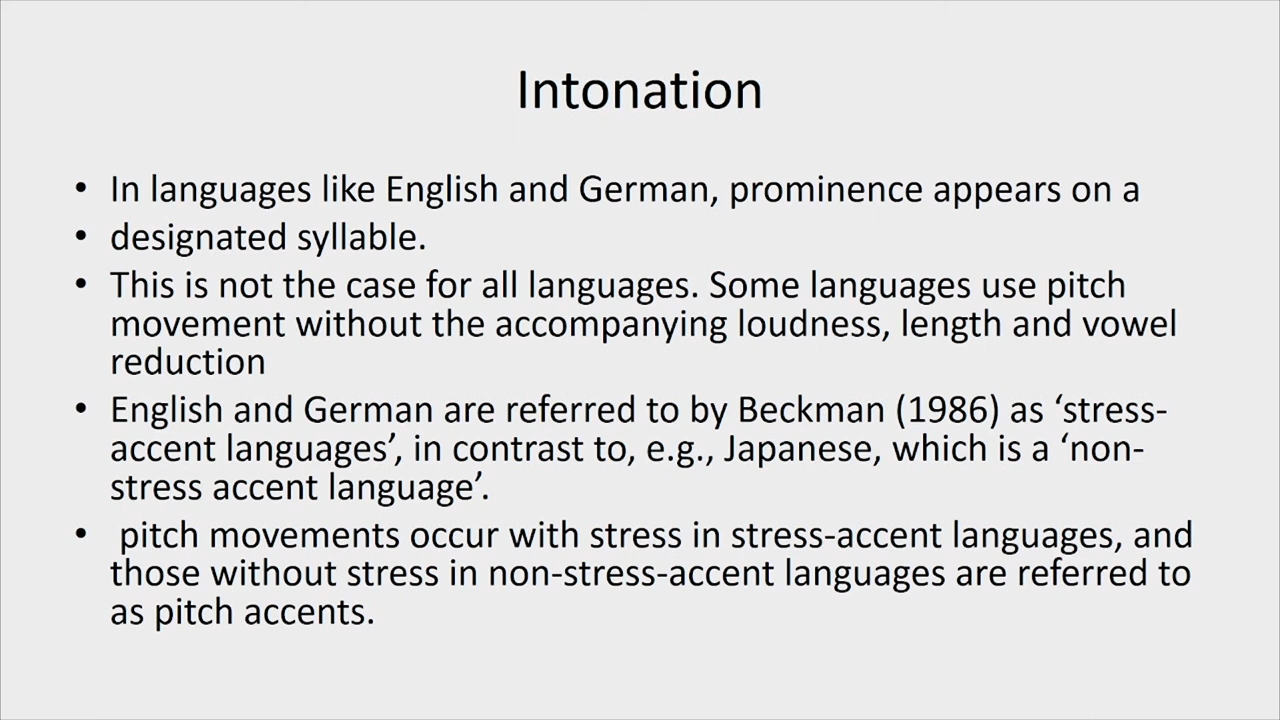 Intonation
• In languages like English and German, prominence appears on a
• designated syllable.
• This is not the case for all languages. Some languages use pitch
movement without the accompanying loudness, length and vowel
reduction
• English and German are referred to by Beckman (1986) as ‘stress-
accent languages’, in contrast to, e.g., Japanese, which is a ‘non-
stress accent language’.
• pitch movements occur with stress in stress-accent languages, and
those without stress in non-stress-accent languages are referred to
as pitch accents.